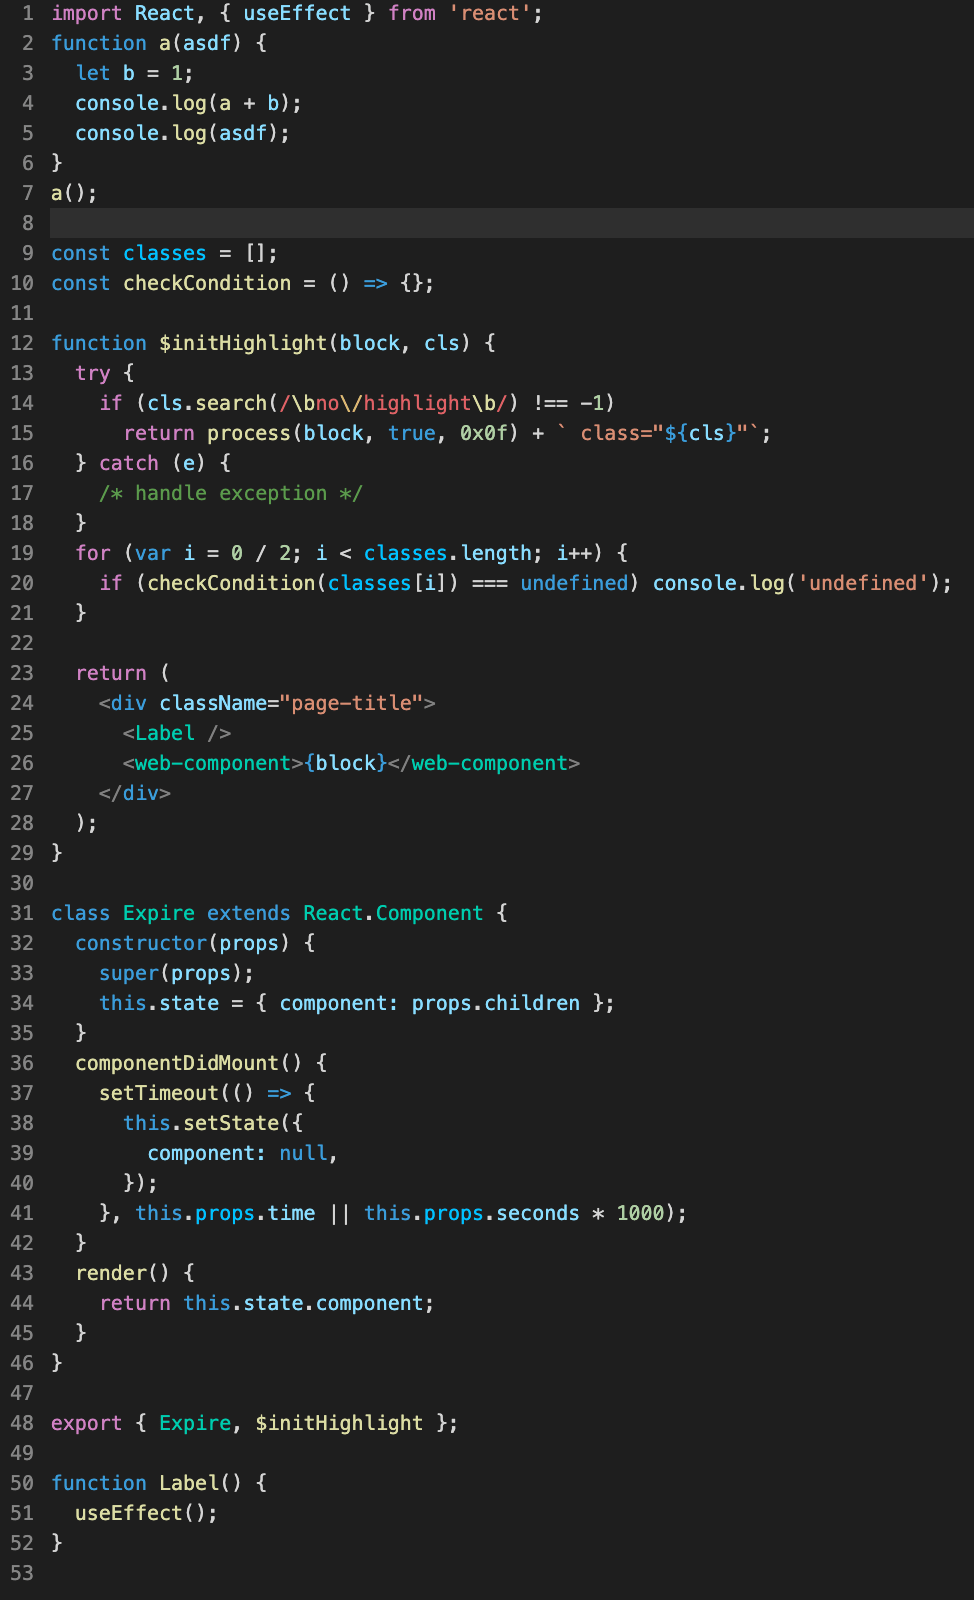 1 import React, { useEffect } from 'react';
2 function a(asdf) {
3   let b = 1;
4   console.log(a + b);
5   console.log(asdf);
6 }
7 a();
8
9 const classes = [];
10 const checkCondition = () => {};
11
12 function $initHighlight(block, cls) {
13   try {
14     if (cls.search(/\bno\/highlight\b/) !== -1)
15       return process(block, true, 0x0f) + ` class="${cls}"`;
16   } catch (e) {
17     /* handle exception */
18   }
19   for (var i = 0 / 2; i < classes.length; i++) {
20     if (checkCondition(classes[i]) === undefined) console.log('undefined');
21   }
22
23   return (
24     <div className="page-title">
25       <Label />
26       <web-component>{block}</web-component>
27     </div>
28   );
29 }
30
31 class Expire extends React.Component {
32   constructor(props) {
33     super(props);
34     this.state = { component: props.children };
35   }
36   componentDidMount() {
37     setTimeout(() => {
38       this.setState({
39         component: null,
40       });
41     }, this.props.time || this.props.seconds * 1000);
42   }
43   render() {
44     return this.state.component;
45   }
46 }
47
48 export { Expire, $initHighlight };
49
50 function Label() {
51   useEffect();
52 }
53